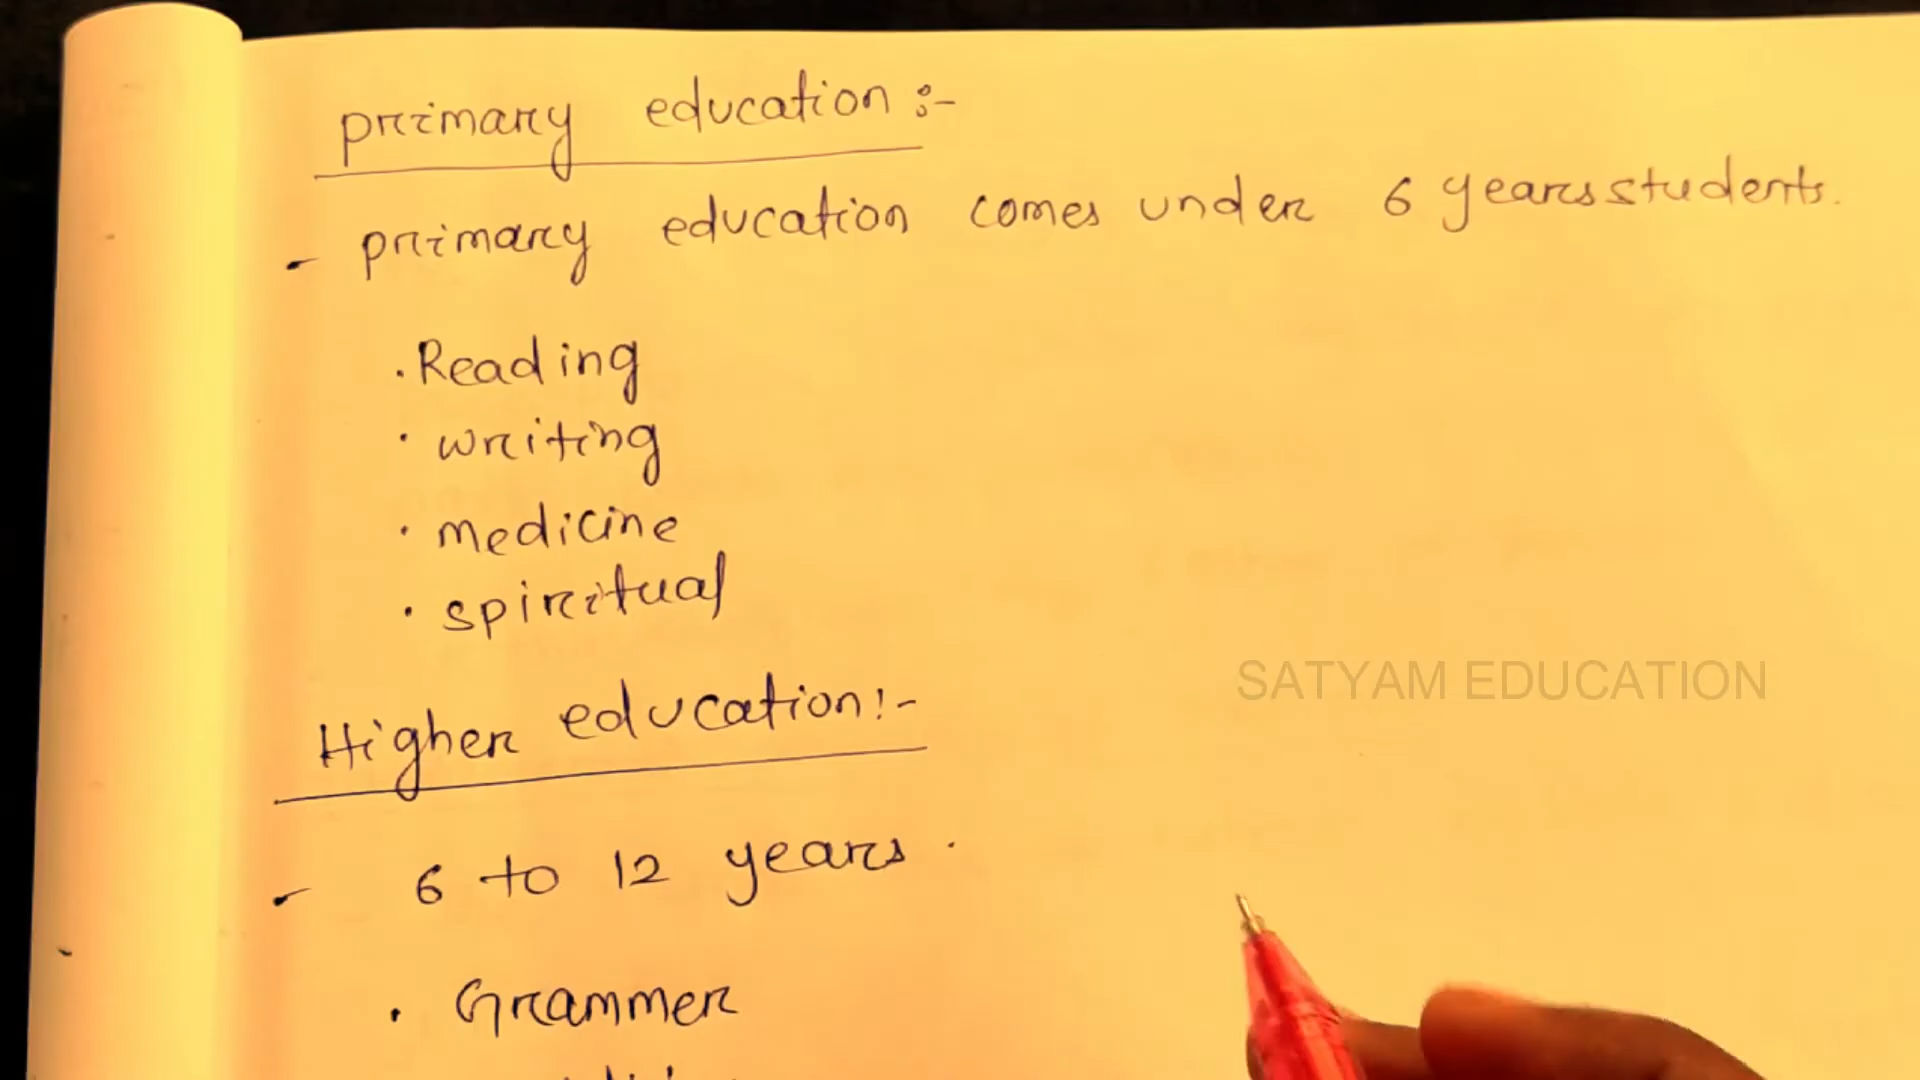 primary education :-
- primary education comes under 6 years students.
. Reading
. writing
. medicine
. spiritual
SATYAM EDUCATION
Higher education :-
- 6 to 12 years .
. Grammer